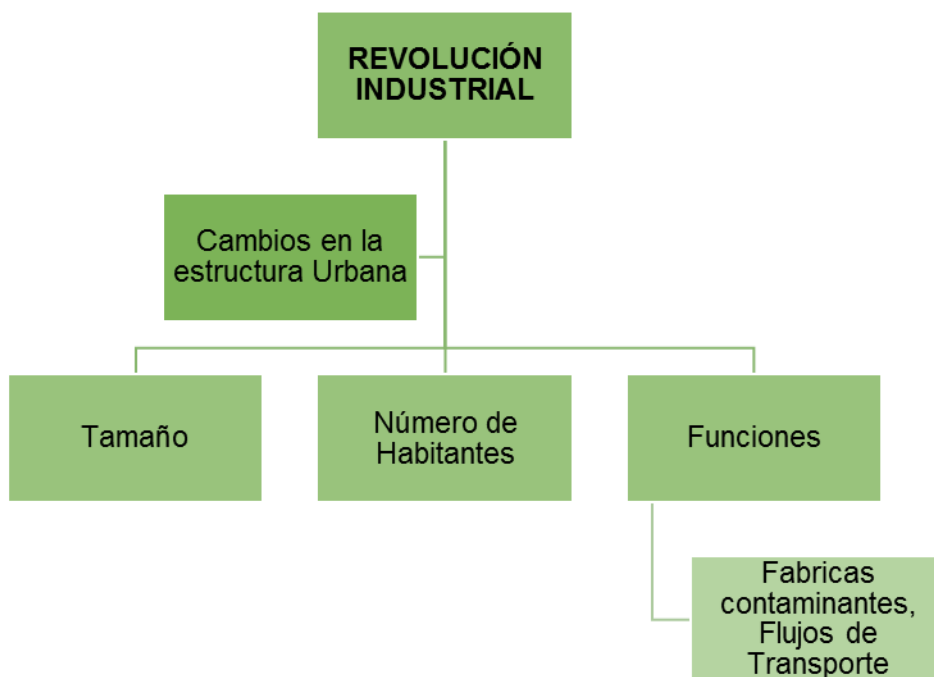 REVOLUCIÓN
INDUSTRIAL
Cambios en la
estructura Urbana
Tamaño
Número de
Habitantes
Funciones
Fabricas
contaminantes,
Flujos de
Transporte